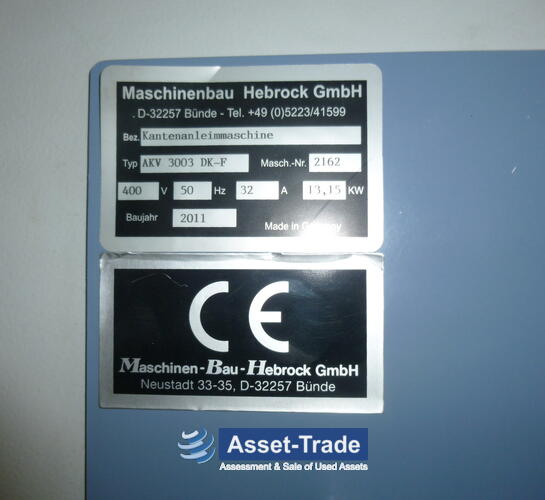 Maschinenbau Hebrock GmbH
. D-32257 Bünde - Tel. +49 (0)5223/41599
Bez. Kantenanleimmaschine
Typ AKV 3003 DK-F Masch.-Nr. 2162
400 V 50 Hz 32 A 13,15 KW
Baujahr 2011 Made in Germany
CE
Maschinen-Bau-Hebrock GmbH
Neustadt 33-35, D-32257 Bünde
Asset-Trade
Assessment & Sale of Used Assets